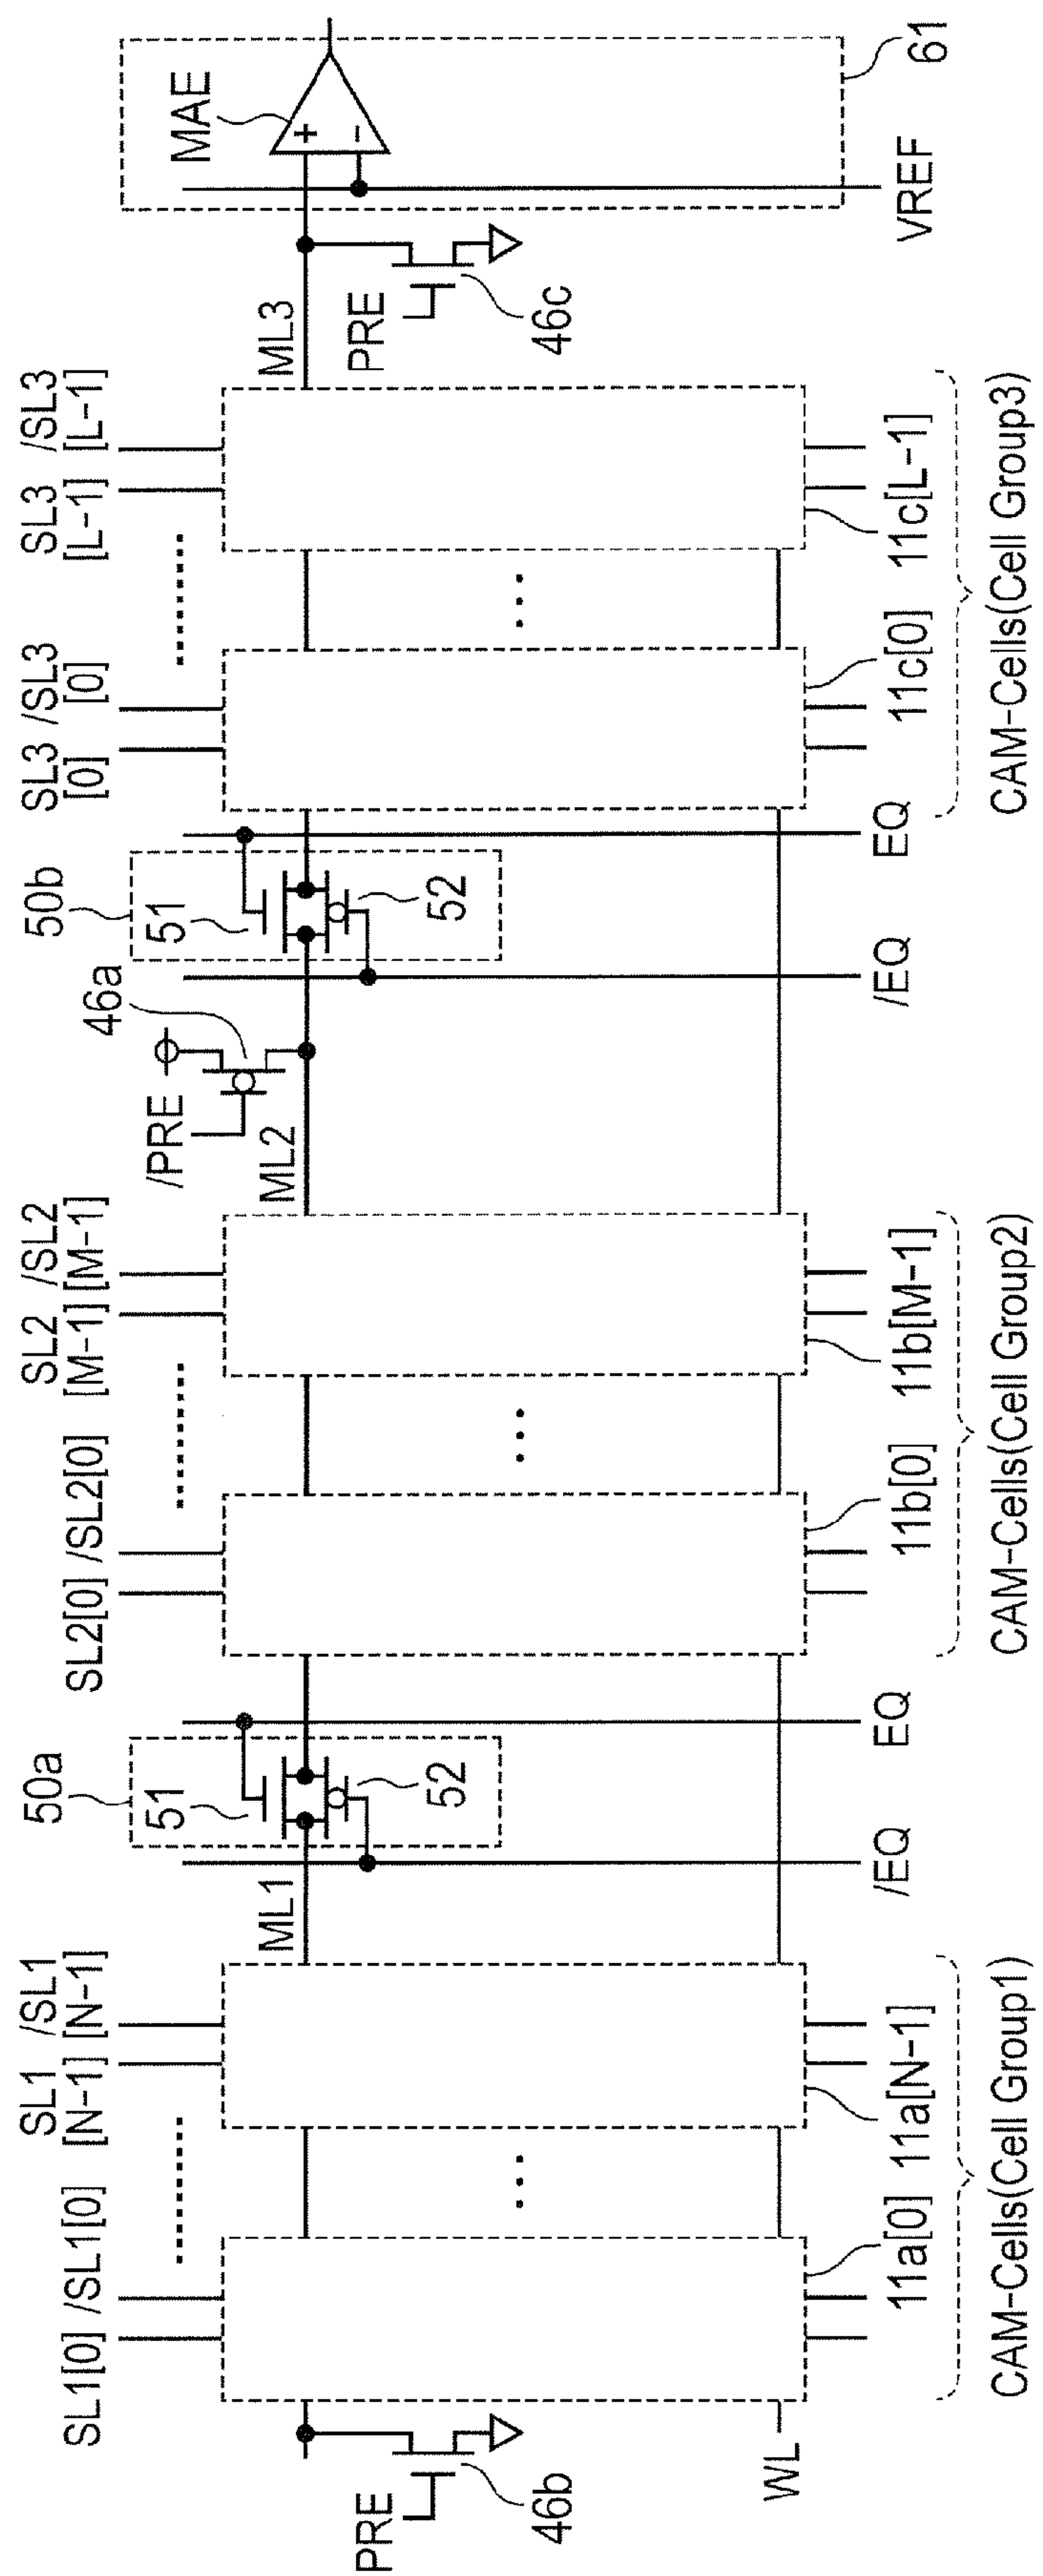 SL1[0] /SL1[0]
SL1 [N-1]
/SL1 [N-1]
SL2[0] /SL2[0]
SL2 [M-1]
/SL2 [M-1]
SL3 [0]
/SL3 [0]
SL3 [L-1]
/SL3 [L-1]
50a
50b
46a
MAE
/PRE
51
51
PRE
46b
ML1
ML2
ML3
+
-
52
52
PRE
46c
61
WL
/EQ
EQ
/EQ
EQ
VREF
11a[0] 11a[N-1]
11b[0] 11b[M-1]
11c[0] 11c[L-1]
CAM-Cells(Cell Group1)
CAM-Cells(Cell Group2)
CAM-Cells(Cell Group3)